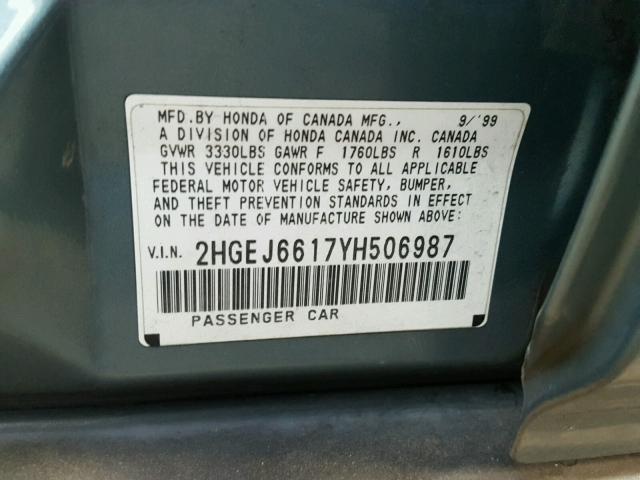 MFD.BY HONDA OF CANADA MFG., 9/'99
A DIVISION OF HONDA CANADA INC. CANADA
GVWR 3330LBS GAWR F 1760LBS R 1610LBS
THIS VEHICLE CONFORMS TO ALL APPLICABLE
FEDERAL MOTOR VEHICLE SAFETY, BUMPER,
AND THEFT PREVENTION STANDARDS IN EFFECT
ON THE DATE OF MANUFACTURE SHOWN ABOVE:
V.I.N. 2HGEJ6617YH506987
PASSENGER CAR